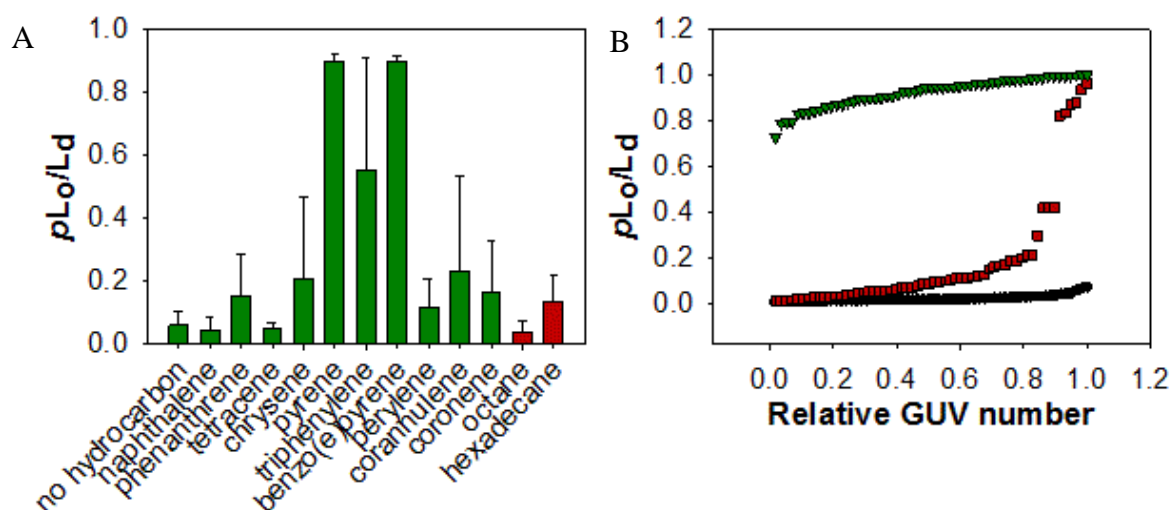 A
pLo/Ld
1.0
0.8
0.6
0.4
0.2
0.0
no hydrocarbon
naphthalene
phenanthrene
tetracene
chrysene
pyrene
triphenylene
benzo(e)pyrene
perylene
corannulene
coronene
octane
hexadecane
B
pLo/Ld
1.2
1.0
0.8
0.6
0.4
0.2
0.0
0.0 0.2 0.4 0.6 0.8 1.0 1.2
Relative GUV number